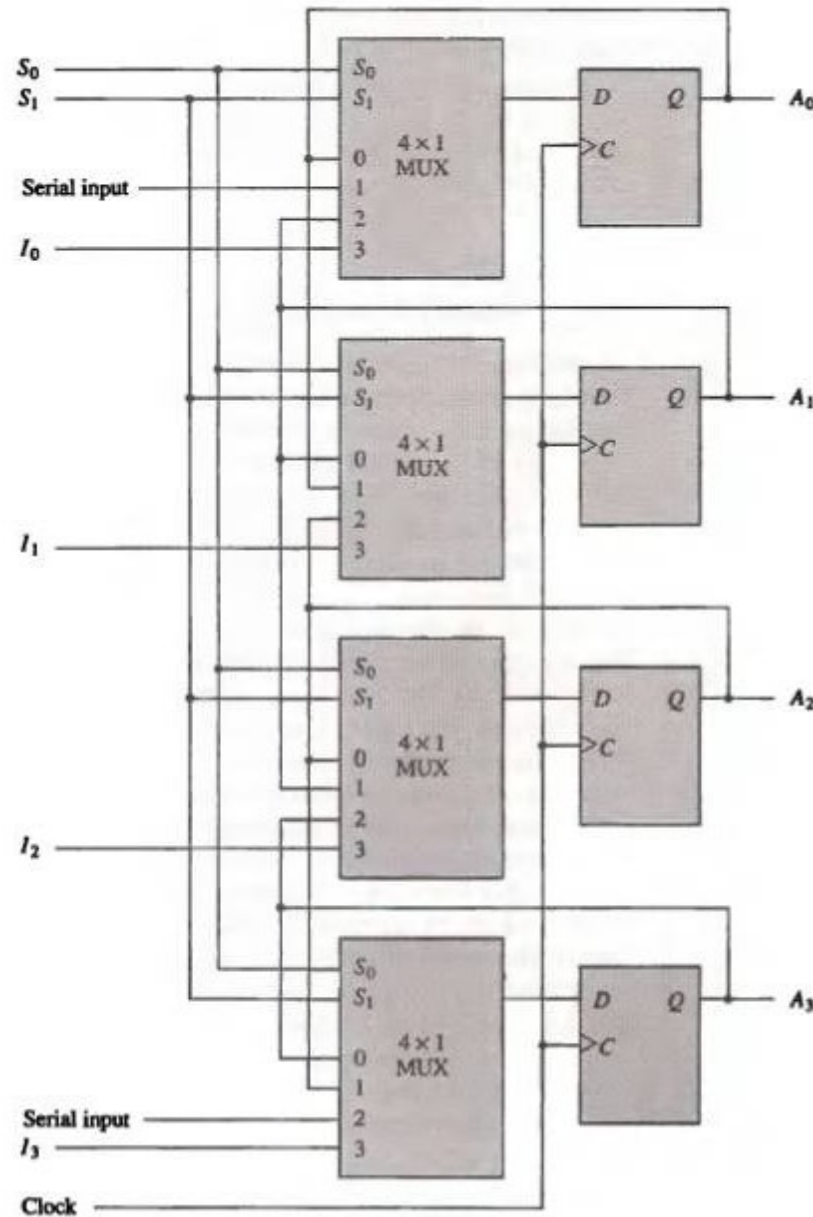 S₀ S₀
S₁ S₁ D Q A₀
4 × 1
MUX
C
0
Serial input 1
2
I₀ 3
S₀
S₁ D Q A₁
4 × 1
MUX
C
0
1
2
I₁ 3
S₀
S₁ D Q A₂
4 × 1
MUX
C
0
1
2
I₂ 3
S₀
S₁ D Q A₃
4 × 1
MUX
C
0
1
Serial input 2
I₃ 3
Clock